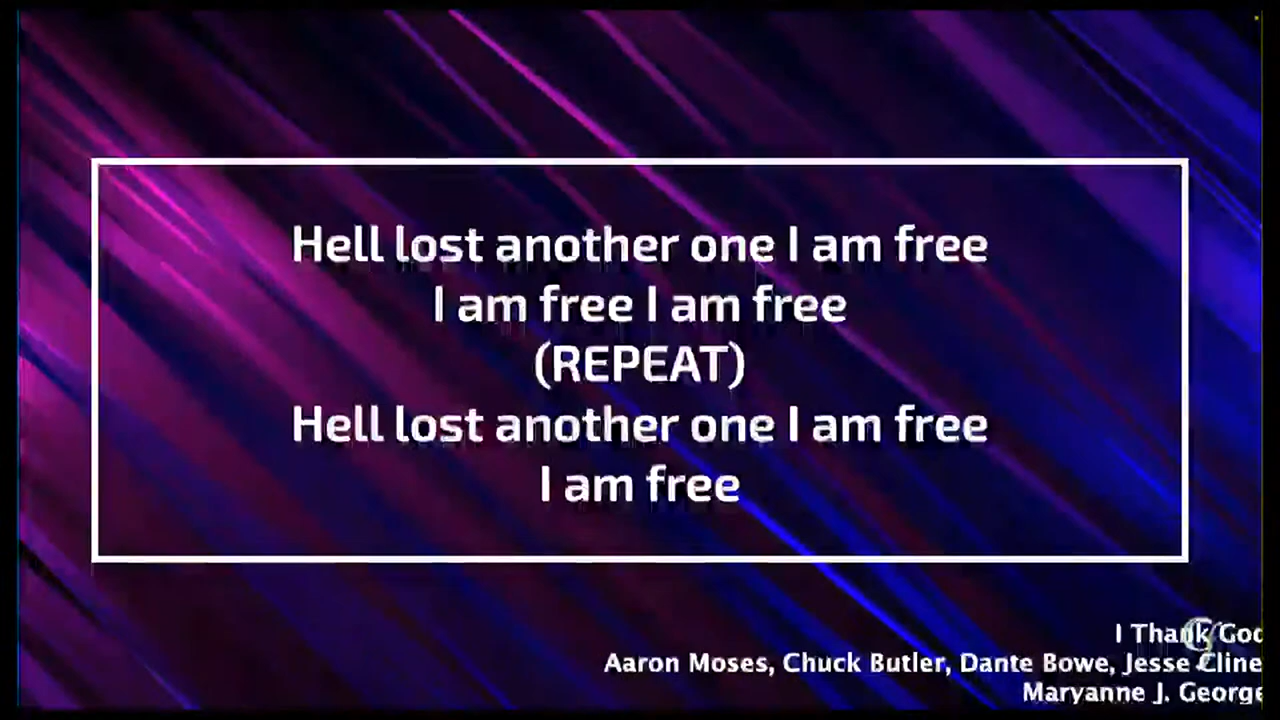 Hell lost another one I am free
I am free I am free
(REPEAT)
Hell lost another one I am free
I am free
I Thank God
Aaron Moses, Chuck Butler, Dante Bowe, Jesse Cline
Maryanne J. George